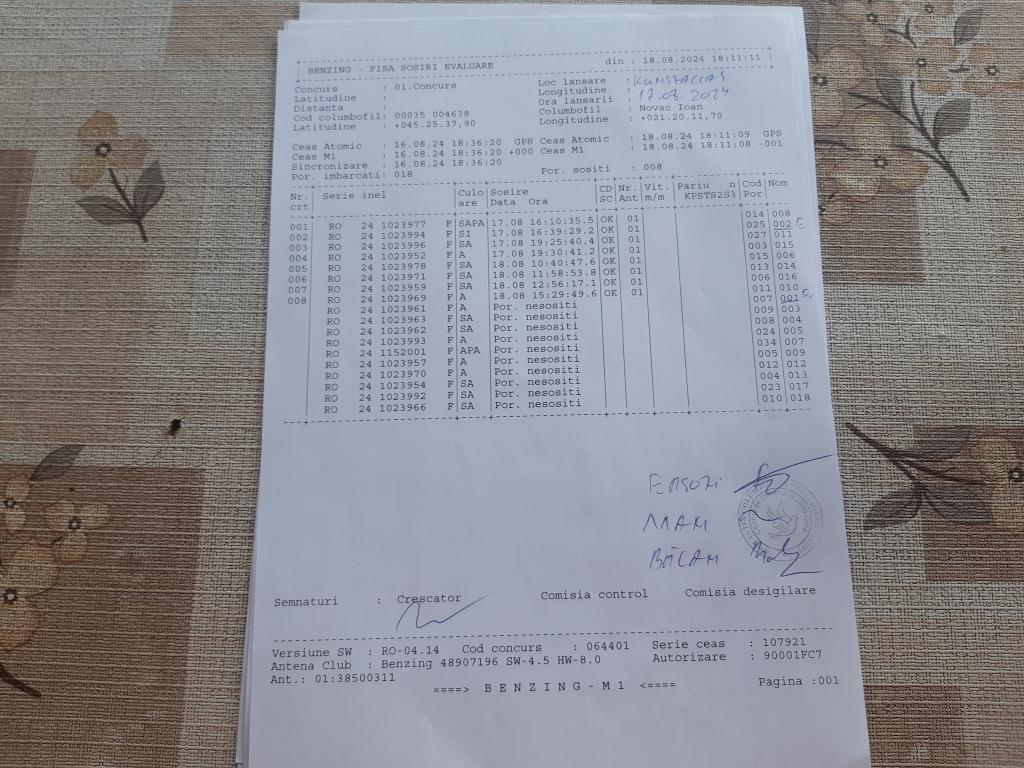 BENZING - FISA SOSIRI EVALUARE din : 18.08.2024 18:11:11
Concurs : 01.Concurs Loc lansare :
Latitudine : Longitudine : 17.08.2024
Distanta : Ora lansarii :
Cod columbofil: 00035 004638 Columbofil : Novac Ioan
Latitudine : +045.25.37,90 Longitudine : +021.20.11,70
Ceas Atomic : 16.08.24 18:36:20 GPS Ceas Atomic : 18.08.24 18:11:09 GPS
Ceas M1 : 16.08.24 18:36:20 +000 Ceas M1 : 18.08.24 18:11:08 -001
Sincronizare : 16.08.24 18:36:20
Por. imbarcati: 018 Por. sositi : 008
Nr. Serie inel Culo Sosire CD Nr. Vit. Pariu n Cod Nom
crt are Data Ora SC Ant m/m KPSTS2S3 Por
001 RO 24 1023977 F SAPA 17.08 16:10:35.5 OK 01 014 008
002 RO 24 1023994 F SI 17.08 16:39:29.2 OK 01 025 002
003 RO 24 1023996 F SA 17.08 19:25:40.4 OK 01 027 011
004 RO 24 1023952 F A 17.08 19:30:41.2 OK 01 003 015
005 RO 24 1023978 F SA 18.08 10:40:47.6 OK 01 015 006
006 RO 24 1023971 F SA 18.08 11:58:53.8 OK 01 013 014
007 RO 24 1023959 F SA 18.08 12:56:17.1 OK 01 006 016
008 RO 24 1023969 F A 18.08 15:29:49.6 OK 01 011 010
RO 24 1023961 F A Por. nesositi 007 001
RO 24 1023963 F SA Por. nesositi 009 003
RO 24 1023962 F SA Por. nesositi 008 004
RO 24 1023993 F A Por. nesositi 024 005
RO 24 1152001 F APA Por. nesositi 034 007
RO 24 1023957 F A Por. nesositi 005 009
RO 24 1023970 F A Por. nesositi 012 012
RO 24 1023954 F SA Por. nesositi 004 013
RO 24 1023992 F SA Por. nesositi 023 017
RO 24 1023966 F SA Por. nesositi 010 018
Semnaturi : Crescator Comisia control Comisia desigilare
Versiune SW : RO-04.14 Cod concurs : 064401 Serie ceas : 107921
Antena Club : Benzing 48907196 SW-4.5 HW-8.0 Autorizare : 90001FC7
Ant.: 01:38500311
====> B E N Z I N G - M 1 <==== Pagina :001